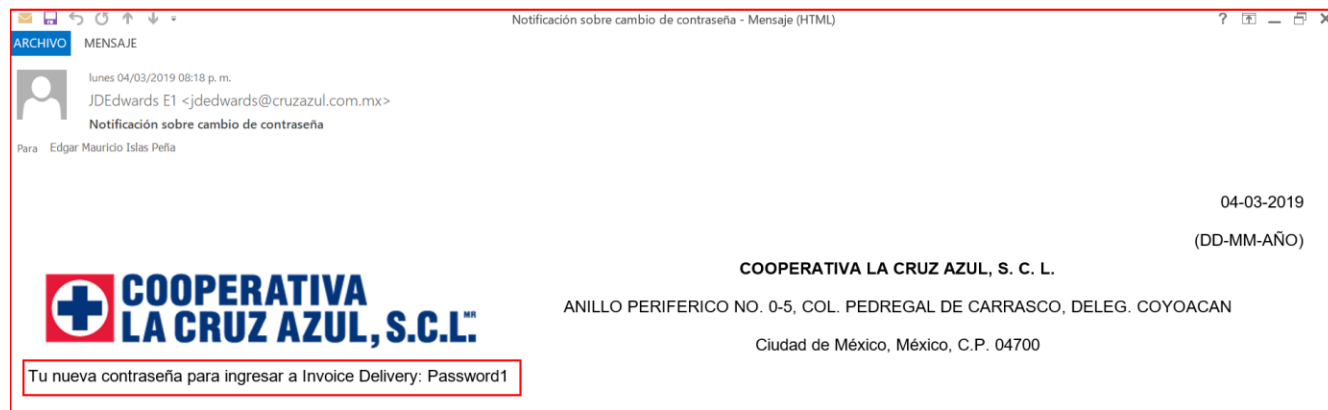 Notificación sobre cambio de contraseña - Mensaje (HTML)
ARCHIVO MENSAJE
lunes 04/03/2019 08:18 p. m.
JDEdwards E1 <jdedwards@cruzazul.com.mx>
Notificación sobre cambio de contraseña
Para Edgar Mauricio Islas Peña
04-03-2019
(DD-MM-AÑO)
COOPERATIVA LA CRUZ AZUL, S. C. L.
ANILLO PERIFERICO NO. 0-5, COL. PEDREGAL DE CARRASCO, DELEG. COYOACAN
Ciudad de México, México, C.P. 04700
COOPERATIVA
LA CRUZ AZUL, S.C.L. MR
Tu nueva contraseña para ingresar a Invoice Delivery: Password1